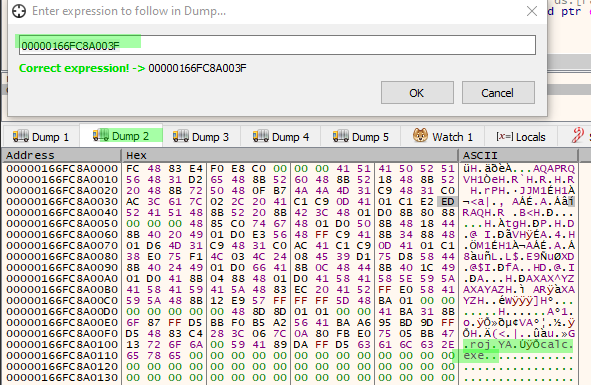 Enter expression to follow in Dump...
00000166FC8A003F
Correct expression! -> 00000166FC8A003F
OK Cancel
Dump 1 Dump 2 Dump 3 Dump 4 Dump 5 Watch 1 [x=] Locals
Address Hex ASCII
00000166FC8A0000 FC 48 83 E4 F0 E8 C0 00 00 00 41 51 41 50 52 51 üH.äðèÀ...AQAPRQ
00000166FC8A0010 56 48 31 D2 65 48 8B 52 60 48 8B 52 18 48 8B 52 VH1ÒeH.R`H.R.H.R
00000166FC8A0020 20 48 8B 72 50 48 0F B7 4A 4A 4D 31 C9 48 31 C0 H.rPH.·JJM1ÉH1À
00000166FC8A0030 AC 3C 61 7C 02 2C 20 41 C1 C9 0D 41 01 C1 E2 ED ¬<a|., AÁÉ.A.Áâí
00000166FC8A0040 52 41 51 48 8B 52 20 8B 42 3C 48 01 D0 8B 80 88 RAQH.R .B<H.Ð...
00000166FC8A0050 00 00 00 48 85 C0 74 67 48 01 D0 50 8B 48 18 44 ...H.ÀtgH.ÐP.H.D
00000166FC8A0060 8B 40 20 49 01 D0 E3 56 48 FF C9 41 8B 34 88 48 .@ I.ÐãVHÿÉA.4.H
00000166FC8A0070 01 D6 4D 31 C9 48 31 C0 AC 41 C1 C9 0D 41 01 C1 .ÖM1ÉH1À¬AÁÉ.A.Á
00000166FC8A0080 38 E0 75 F1 4C 03 4C 24 08 45 39 D1 75 D8 58 44 8àuñL.L$.E9ÑuØXD
00000166FC8A0090 8B 40 24 49 01 D0 66 41 8B 0C 48 44 8B 40 1C 49 .@$I.ÐfA..HD.@.I
00000166FC8A00A0 01 D0 41 8B 04 88 48 01 D0 41 58 41 58 5E 59 5A .ÐA...H.ÐAXAX^YZ
00000166FC8A00B0 41 58 41 59 41 5A 48 83 EC 20 41 52 FF E0 58 41 AXAYAZH.ì ARÿàXA
00000166FC8A00C0 59 5A 48 8B 12 E9 57 FF FF FF 5D 48 BA 01 00 00 YZH..éWÿÿÿ]Hº...
00000166FC8A00D0 00 00 00 00 00 48 8D 8D 01 01 00 00 41 BA 31 8B .....H......Aº1.
00000166FC8A00E0 6F 87 FF D5 BB F0 B5 A2 56 41 BA A6 95 BD 9D FF o.ÿÕ»ðµ¢VAº¦.½.ÿ
00000166FC8A00F0 D5 48 83 C4 28 3C 06 7C 0A 80 FB E0 75 05 BB 47 ÕH.Ä(<.|..ûàu.»G
00000166FC8A0100 13 72 6F 6A 00 59 41 89 DA FF D5 63 61 6C 63 2E .roj.YA.ÚÿÕcalc.
00000166FC8A0110 65 78 65 00 00 00 00 00 00 00 00 00 00 00 00 00 exe.............
00000166FC8A0120 00 00 00 00 00 00 00 00 00 00 00 00 00 00 00 00 ................
00000166FC8A0130 00 00 00 00 00 00 00 00 00 00 00 00 00 00 00 00 ................